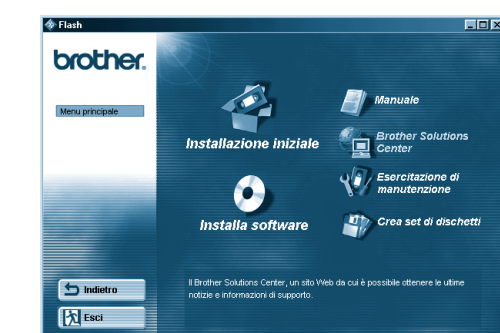 Flash
brother.
Menu principale
Installazione iniziale
Installa software
Manuale
Brother Solutions
Center
Esercitazione di
manutenzione
Crea set di dischetti
Il Brother Solutions Center, un sito Web da cui è possibile ottenere le ultime
notizie e informazioni di supporto.
Indietro
Esci